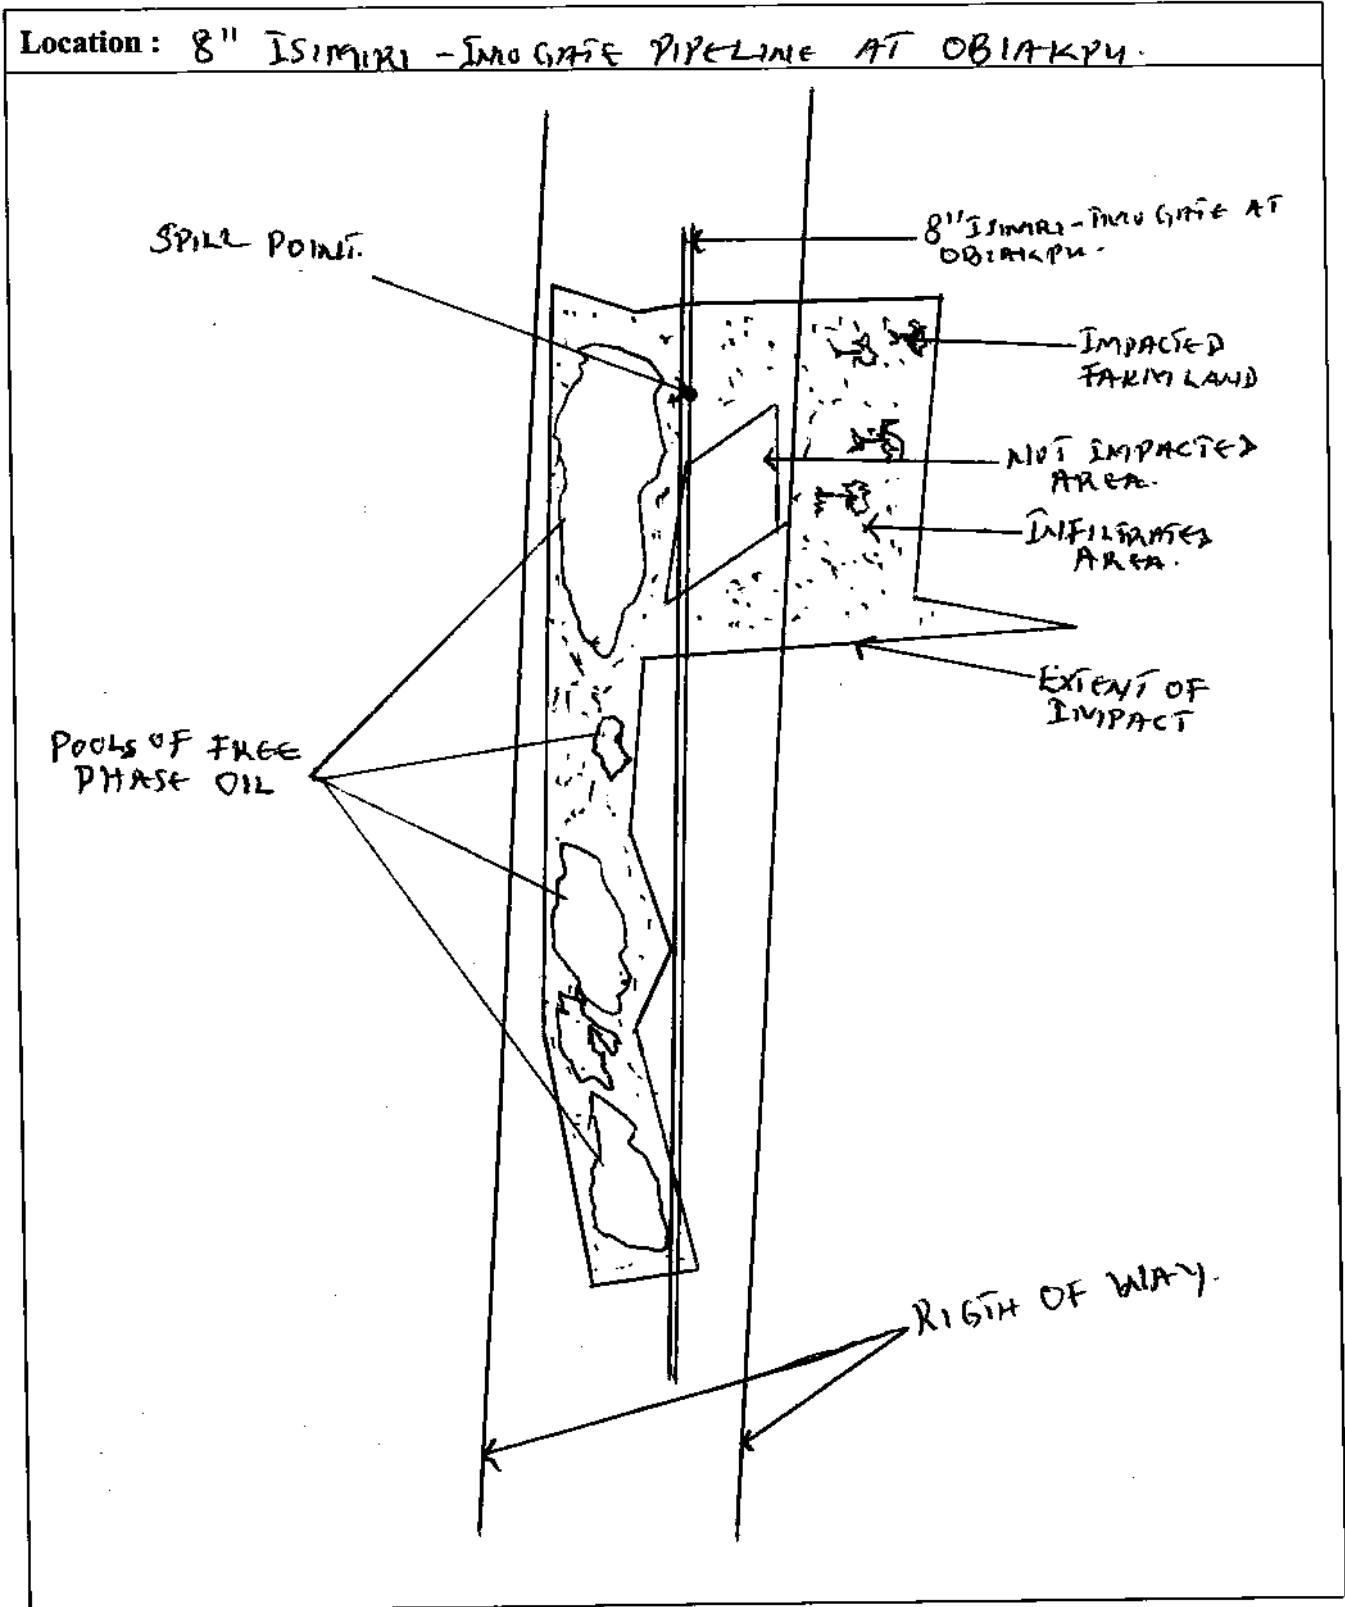 Location : 8" ISIMIRI - IMO GATE PIPELINE AT OBIAKPU.
SPILL POINT.
8" ISIMIRI - IMO GATE AT
OBIAKPU.
IMPACTED
FARM LAND
NOT IMPACTED
AREA.
INFILTRATED
AREA.
EXTENT OF
IMPACT
POOLS OF FREE
PHASE OIL
RIGTH OF WAY.